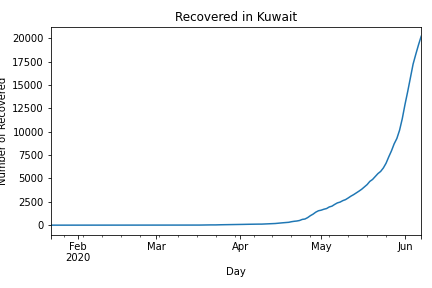 Recovered in Kuwait
Number of Recovered
20000
17500
15000
12500
10000
7500
5000
2500
0
Feb
2020
Mar
Apr
May
Jun
Day